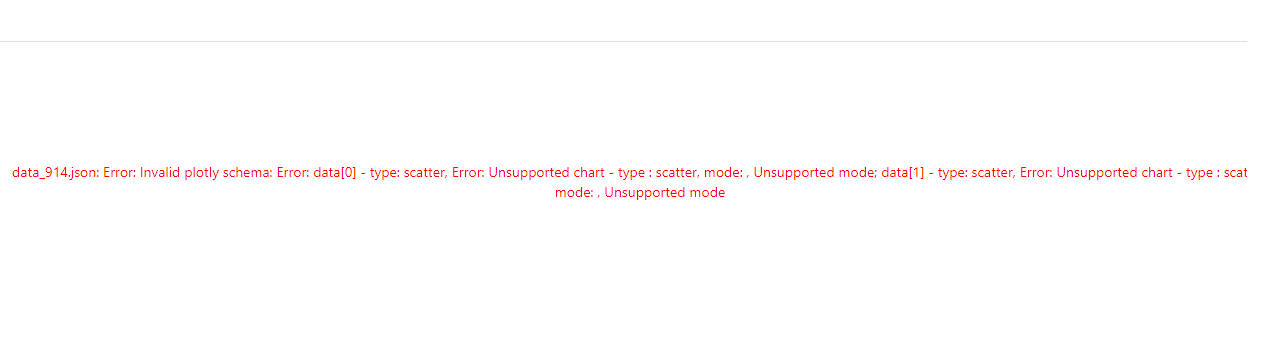 data_914.json: Error: Invalid plotly schema: Error: data[0] - type: scatter, Error: Unsupported chart - type : scatter, mode: , Unsupported mode; data[1] - type: scatter, Error: Unsupported chart - type : scat
mode: , Unsupported mode